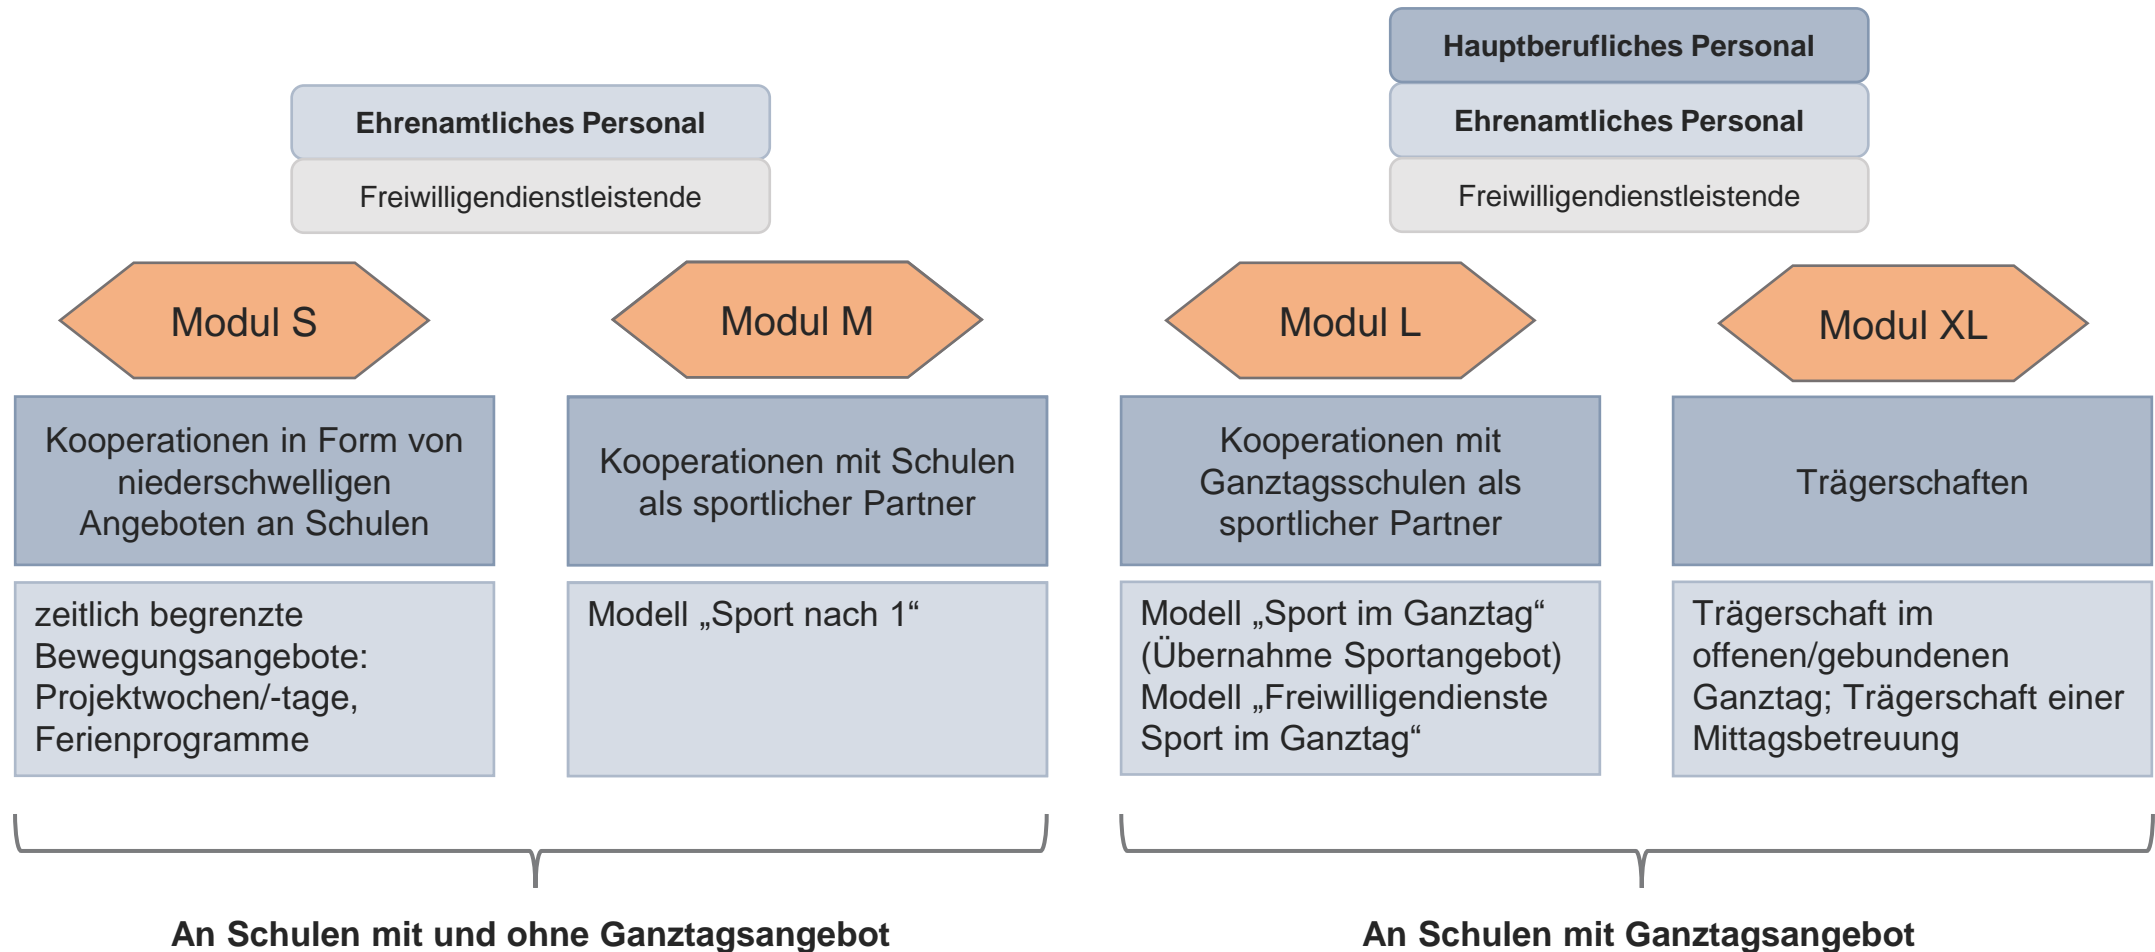 Hauptberufliches Personal
Ehrenamtliches Personal
Ehrenamtliches Personal
Freiwilligendienstleistende
Freiwilligendienstleistende
Modul S
Modul M
Modul L
Modul XL
Kooperationen in Form von
niederschwelligen
Angeboten an Schulen
Kooperationen mit Schulen
als sportlicher Partner
Kooperationen mit
Ganztagsschulen als
sportlicher Partner
Trägerschaften
zeitlich begrenzte
Bewegungsangebote:
Projektwochen/-tage,
Ferienprogramme
Modell „Sport nach 1“
Modell „Sport im Ganztag“
(Übernahme Sportangebot)
Modell „Freiwilligendienste
Sport im Ganztag“
Trägerschaft im
offenen/gebundenen
Ganztag; Trägerschaft einer
Mittagsbetreuung
An Schulen mit und ohne Ganztagsangebot
An Schulen mit Ganztagsangebot